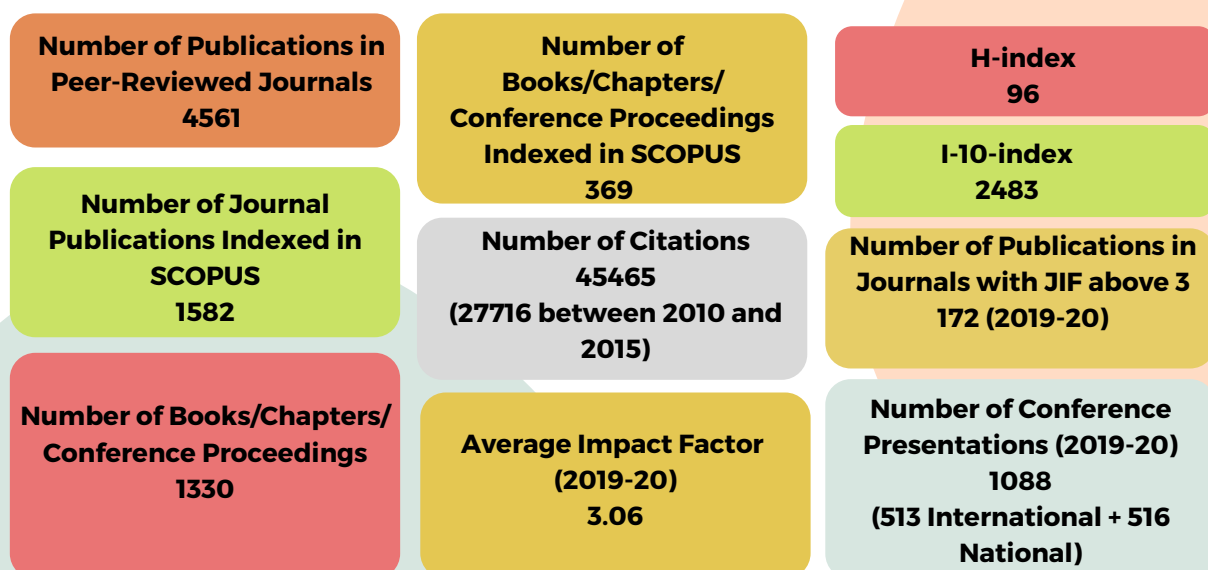 Number of Publications in
Peer-Reviewed Journals
4561
Number of Journal
Publications Indexed in
SCOPUS
1582
Number of Books/Chapters/
Conference Proceedings
1330
Number of
Books/Chapters/
Conference Proceedings
Indexed in SCOPUS
369
Number of Citations
45465
(27716 between 2010 and
2015)
Average Impact Factor
(2019-20)
3.06
H-index
96
I-10-index
2483
Number of Publications in
Journals with JIF above 3
172 (2019-20)
Number of Conference
Presentations (2019-20)
1088
(513 International + 516
National)